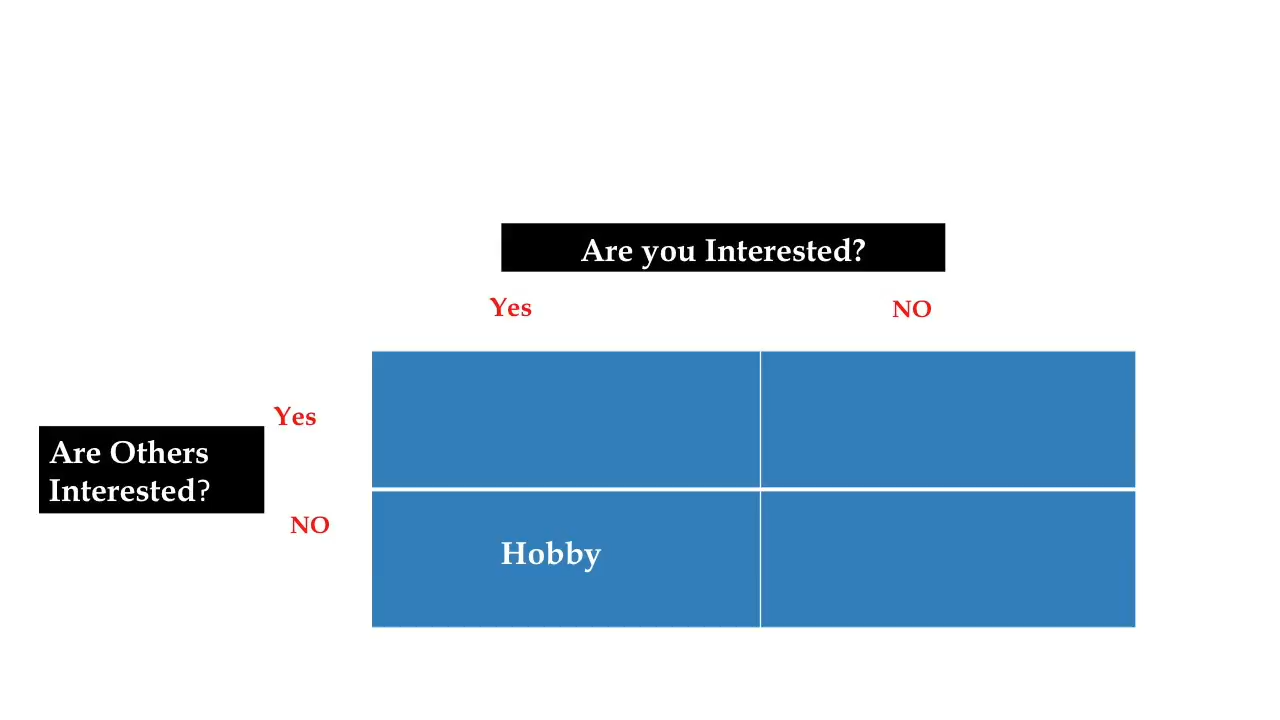 Are you Interested?
Yes
NO
Yes
Are Others
Interested?
NO
Hobby